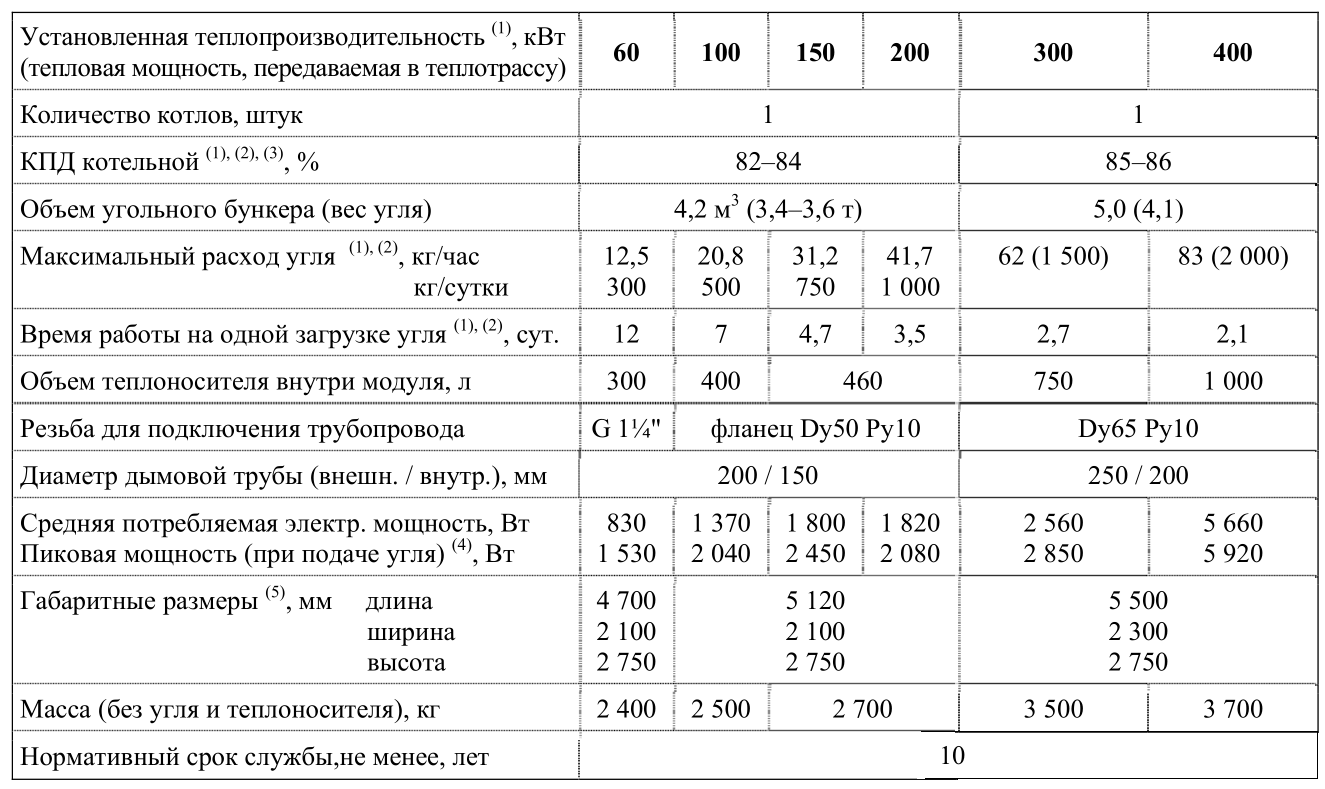 Установленная теплопроизводительность (1), кВт
(тепловая мощность, передаваемая в теплотрассу)
60 100 150 200 300 400
Количество котлов, штук 1 1
КПД котельной (1), (2), (3), % 82–84 85–86
Объем угольного бункера (вес угля) 4,2 м3 (3,4–3,6 т) 5,0 (4,1)
Максимальный расход угля (1), (2), кг/час 12,5 20,8 31,2 41,7 62 (1 500) 83 (2 000)
кг/сутки 300 500 750 1 000
Время работы на одной загрузке угля (1), (2), сут. 12 7 4,7 3,5 2,7 2,1
Объем теплоносителя внутри модуля, л 300 400 460 750 1 000
Резьба для подключения трубопровода G 1¼" фланец Dy50 Py10 Dy65 Py10
Диаметр дымовой трубы (внешн. / внутр.), мм 200 / 150 250 / 200
Средняя потребляемая электр. мощность, Вт 830 1 370 1 800 1 820 2 560 5 660
Пиковая мощность (при подаче угля) (4), Вт 1 530 2 040 2 450 2 080 2 850 5 920
Габаритные размеры (5), мм длина 4 700 5 120 5 500
ширина 2 100 2 100 2 300
высота 2 750 2 750 2 750
Масса (без угля и теплоносителя), кг 2 400 2 500 2 700 3 500 3 700
Нормативный срок службы,не менее, лет 10